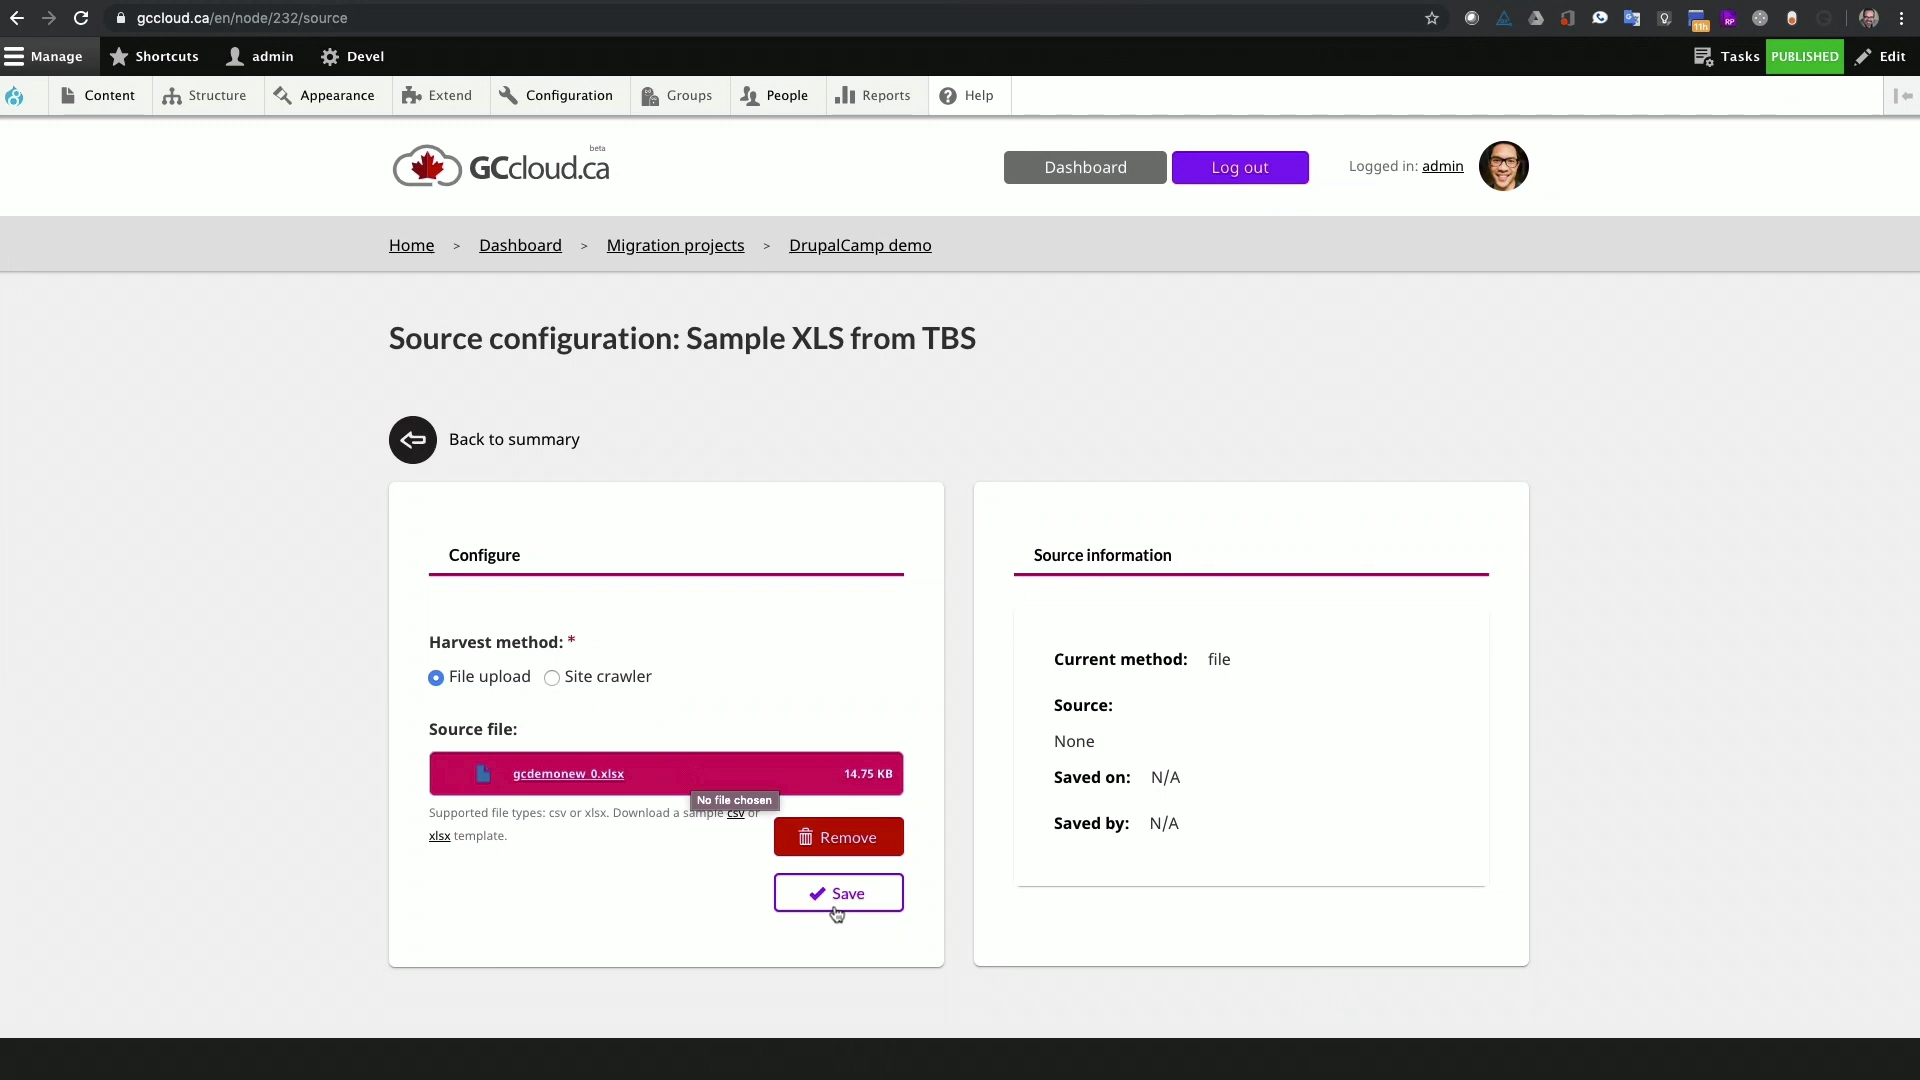 gccloud.ca/en/node/232/source
11h
RP
Manage Shortcuts admin Devel Tasks PUBLISHED Edit
Content Structure Appearance Extend Configuration Groups People Reports Help
beta
GCcloud.ca
Dashboard Log out Logged in: admin
Home > Dashboard > Migration projects > DrupalCamp demo
Source configuration: Sample XLS from TBS
Back to summary
Configure
Harvest method: *
File upload Site crawler
Source file:
gcdemonew_0.xlsx 14.75 KB
No file chosen
Supported file types: csv or xlsx. Download a sample csv or
xlsx template.
Remove
Save
Source information
Current method: file
Source:
None
Saved on: N/A
Saved by: N/A